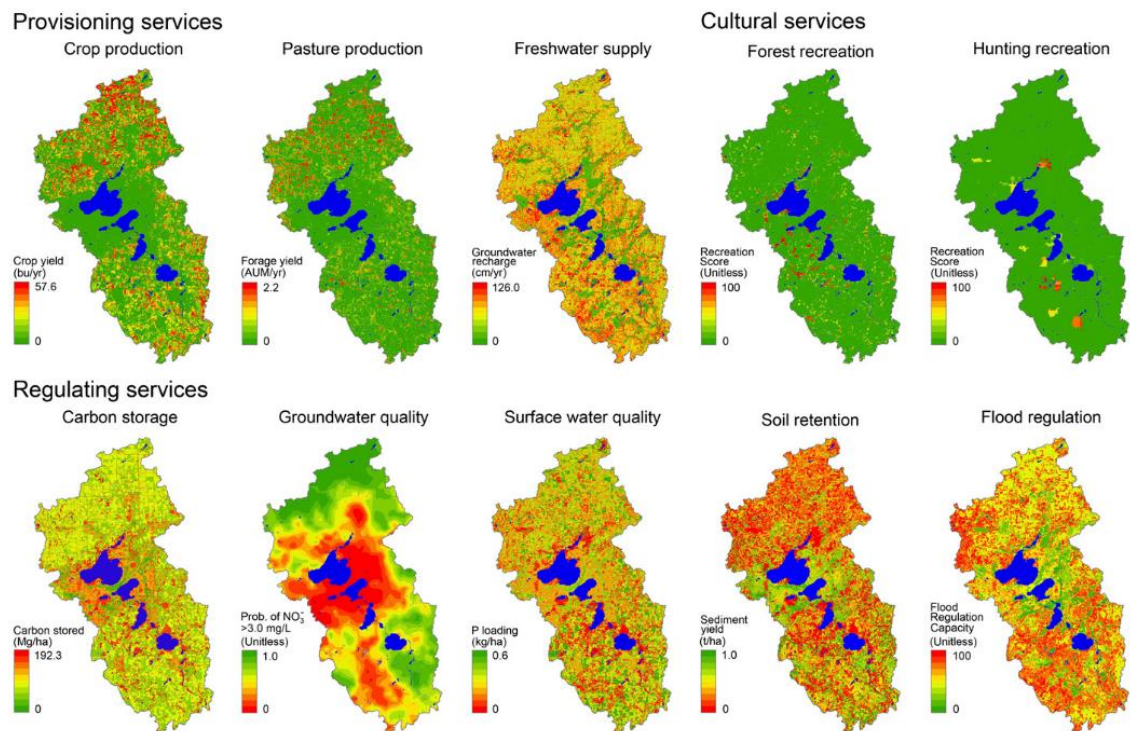 Provisioning services
Cultural services
Crop production
Pasture production
Freshwater supply
Forest recreation
Hunting recreation
Crop yield
(bu/yr)
57.6
0
Forage yield
(AUM/yr)
2.2
0
Groundwater
recharge
(cm/yr)
126.0
0
Recreation
Score
(Unitless)
100
0
Recreation
Score
(Unitless)
100
0
Regulating services
Carbon storage
Groundwater quality
Surface water quality
Soil retention
Flood regulation
Carbon stored
(Mg/ha)
192.3
0
Prob. of NO₃⁻
>3.0 mg/L
(Unitless)
1.0
0
P loading
(kg/ha)
0.6
0
Sediment
yield
(t/ha)
1.0
0
Flood
Regulation
Capacity
(Unitless)
100
0